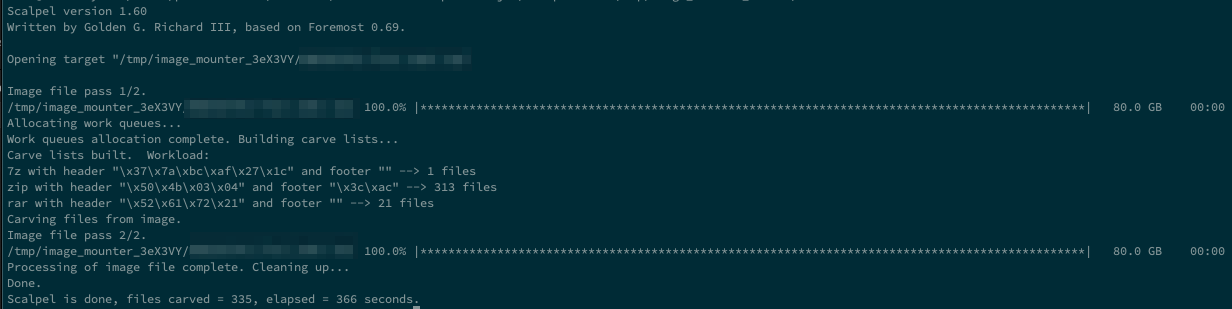 Scalpel version 1.60
Written by Golden G. Richard III, based on Foremost 0.69.
Opening target "/tmp/image_mounter_3eX3VY/
Image file pass 1/2.
/tmp/image_mounter_3eX3VY 100.0% |***********************************************************************************************| 80.0 GB 00:00
Allocating work queues...
Work queues allocation complete. Building carve lists...
Carve lists built.  Workload:
7z with header "\x37\x7a\xbc\xaf\x27\x1c" and footer "" --> 1 files
zip with header "\x50\x4b\x03\x04" and footer "\x3c\xac" --> 313 files
rar with header "\x52\x61\x72\x21" and footer "" --> 21 files
Carving files from image.
Image file pass 2/2.
/tmp/image_mounter_3eX3VY/ 100.0% |***********************************************************************************************| 80.0 GB 00:00
Processing of image file complete. Cleaning up...
Done.
Scalpel is done, files carved = 335, elapsed = 366 seconds.